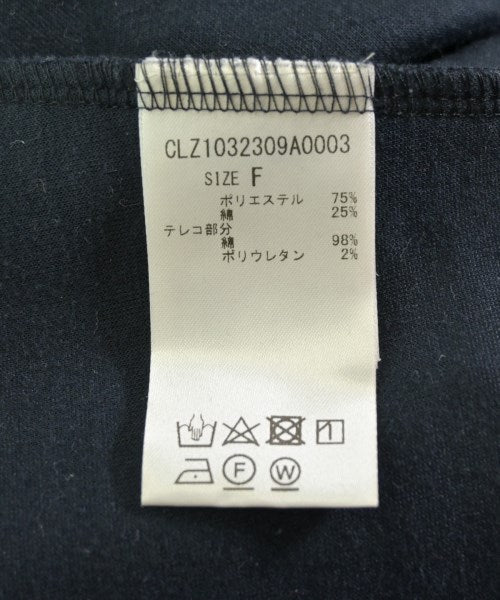 CLZ1032309A0003
SIZE F
ポリエステル 75%
綿 25%
テレコ部分
綿 98%
ポリウレタン 2%
F W